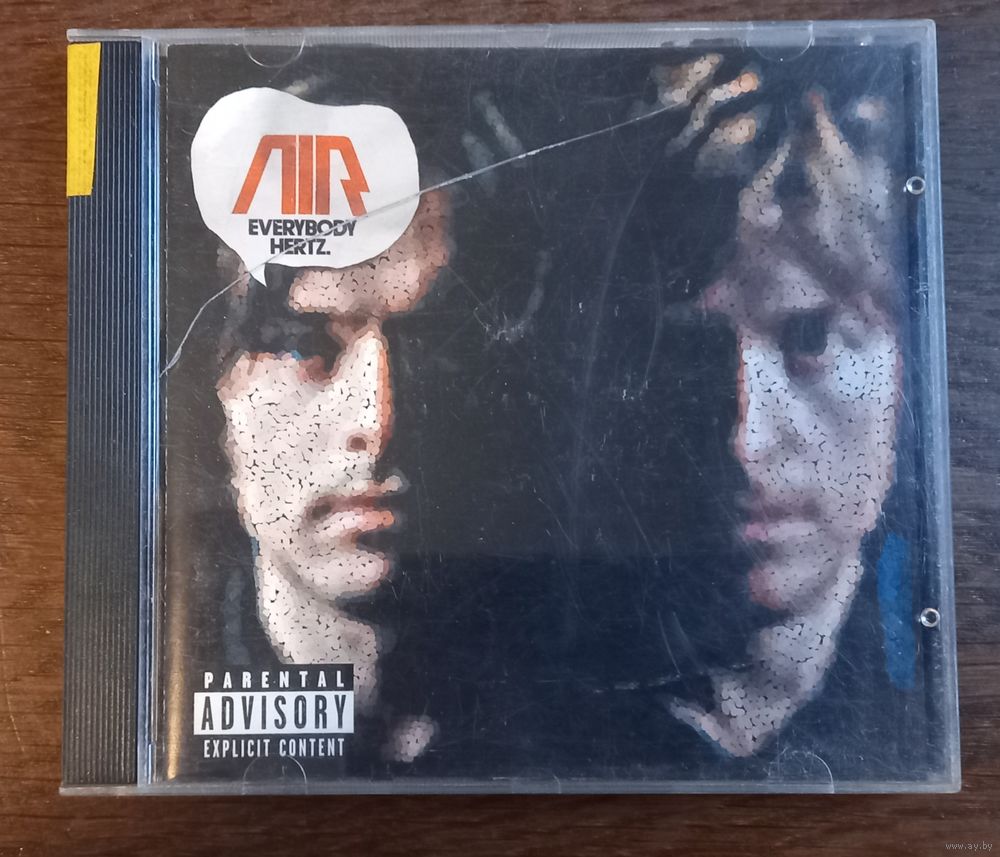 AIR
EVERYBODY
HERTZ.
PARENTAL
ADVISORY
EXPLICIT CONTENT
www.ay.by